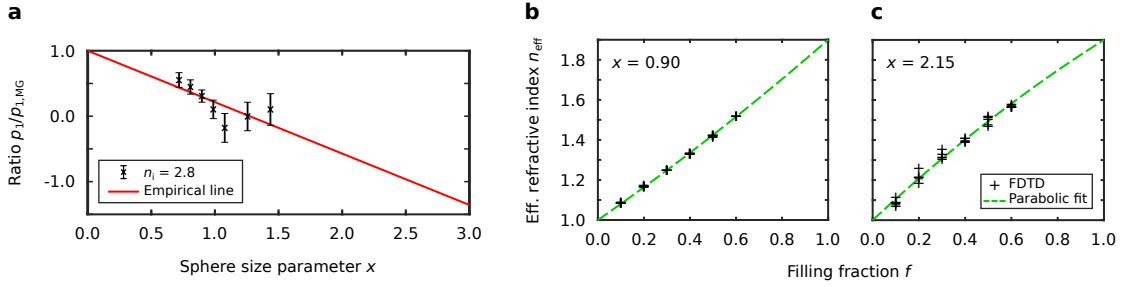 a
1.0
0.0
-1.0
Ratio p₁/p₁,MG
nᵢ = 2.8
Empirical line
0.0 0.5 1.0 1.5 2.0 2.5 3.0
Sphere size parameter x
b
Eff. refractive index n_eff
1.8
1.6
1.4
1.2
1.0
x = 0.90
0.0 0.2 0.4 0.6 0.8 1.0
c
x = 2.15
FDTD
Parabolic fit
0.0 0.2 0.4 0.6 0.8 1.0
Filling fraction f